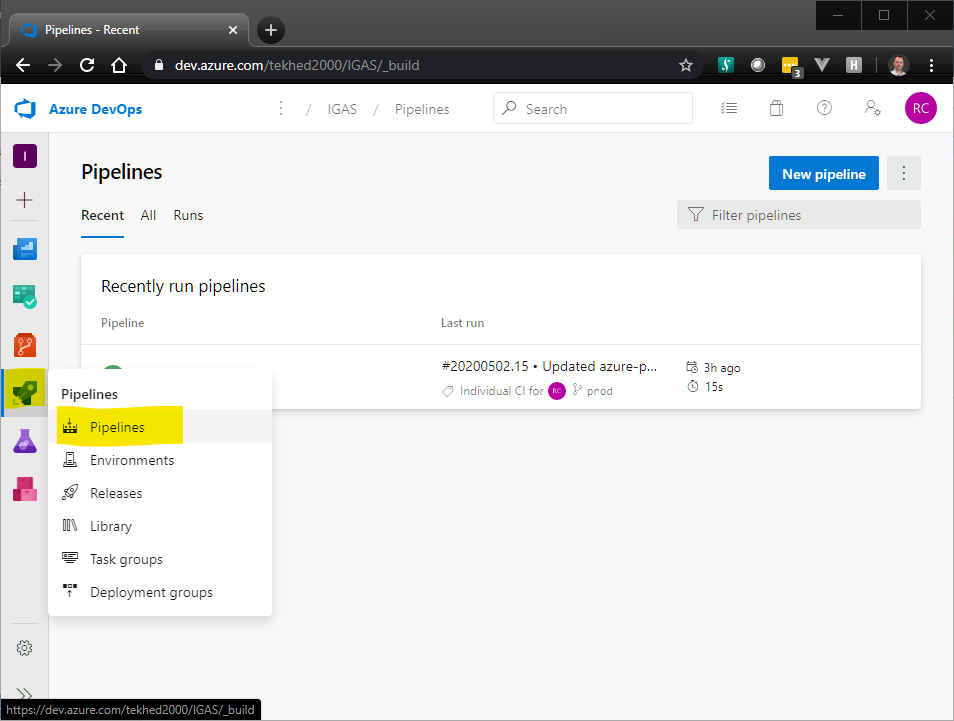 Pipelines - Recent
dev.azure.com/tekhed2000/IGAS/_build
3
H
Azure DevOps
/ IGAS / Pipelines
Search
RC
I
Pipelines
New pipeline
Recent All Runs
Filter pipelines
Recently run pipelines
Pipeline Last run
#20200502.15 • Updated azure-p...
3h ago
Individual CI for RC prod
15s
Pipelines
Pipelines
Environments
Releases
Library
Task groups
Deployment groups
https://dev.azure.com/tekhed2000/IGAS/_build